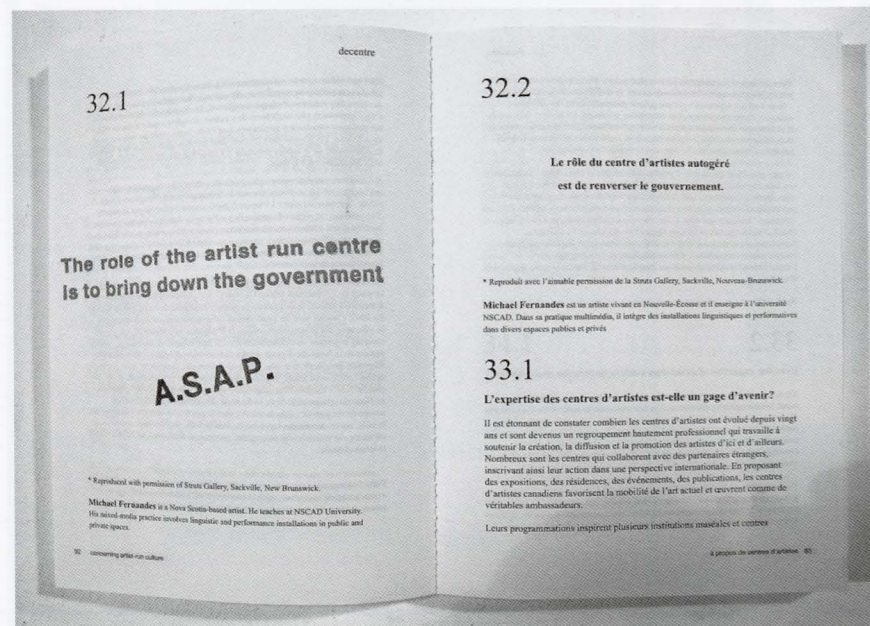 decentre
32.1
The role of the artist run centre
is to bring down the government
A.S.A.P.
* Reproduced with permission of Struts Gallery, Sackville, New Brunswick.
Michael Fernandes is a Nova Scotia-based artist. He teaches at NSCAD University.
His mixed-media practice involves linguistic and performance installations in public and
private spaces.
92 concerning artist-run culture
32.2
Le rôle du centre d'artistes autogéré
est de renverser le gouvernement.
* Reproduit avec l'aimable permission de la Struts Gallery, Sackville, Nouveau-Brunswick.
Michael Fernandes est un artiste vivant en Nouvelle-Écosse et il enseigne à l'université
NSCAD. Dans sa pratique multimédia, il intègre des installations linguistiques et performatives
dans divers espaces publics et privés
33.1
L'expertise des centres d'artistes est-elle un gage d'avenir?
Il est étonnant de constater combien les centres d'artistes ont évolué depuis vingt
ans et sont devenus un regroupement hautement professionnel qui travaille à
soutenir la création, la diffusion et la promotion des artistes d'ici et d'ailleurs.
Nombreux sont les centres qui collaborent avec des partenaires étrangers,
inscrivant ainsi leur action dans une perspective internationale. En proposant
des expositions, des résidences, des événements, des publications, les centres
d'artistes canadiens favorisent la mobilité de l'art actuel et œuvrent comme de
véritables ambassadeurs.
Leurs programmations inspirent plusieurs institutions muséales et centres
à propos de centres d'artistes 93